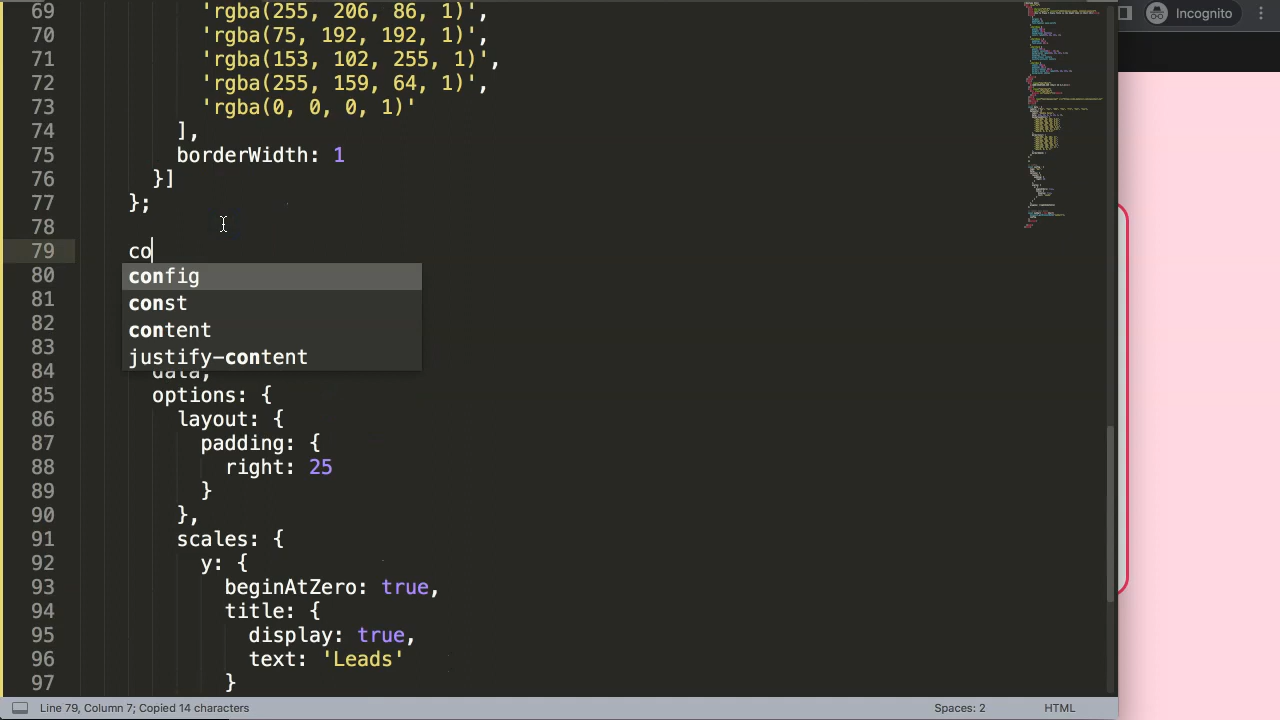 69 'rgba(255, 206, 86, 1)',
70 'rgba(75, 192, 192, 1)',
71 'rgba(153, 102, 255, 1)',
72 'rgba(255, 159, 64, 1)',
73 'rgba(0, 0, 0, 1)'
74 ],
75 borderWidth: 1
76 }]
77 };
78
79 co
80 config
81 const
82 content
83 justify-content
84 data,
85 options: {
86 layout: {
87 padding: {
88 right: 25
89 }
90 },
91 scales: {
92 y: {
93 beginAtZero: true,
94 title: {
95 display: true,
96 text: 'Leads'
97 }
Incognito
Line 79, Column 7; Copied 14 characters
Spaces: 2
HTML